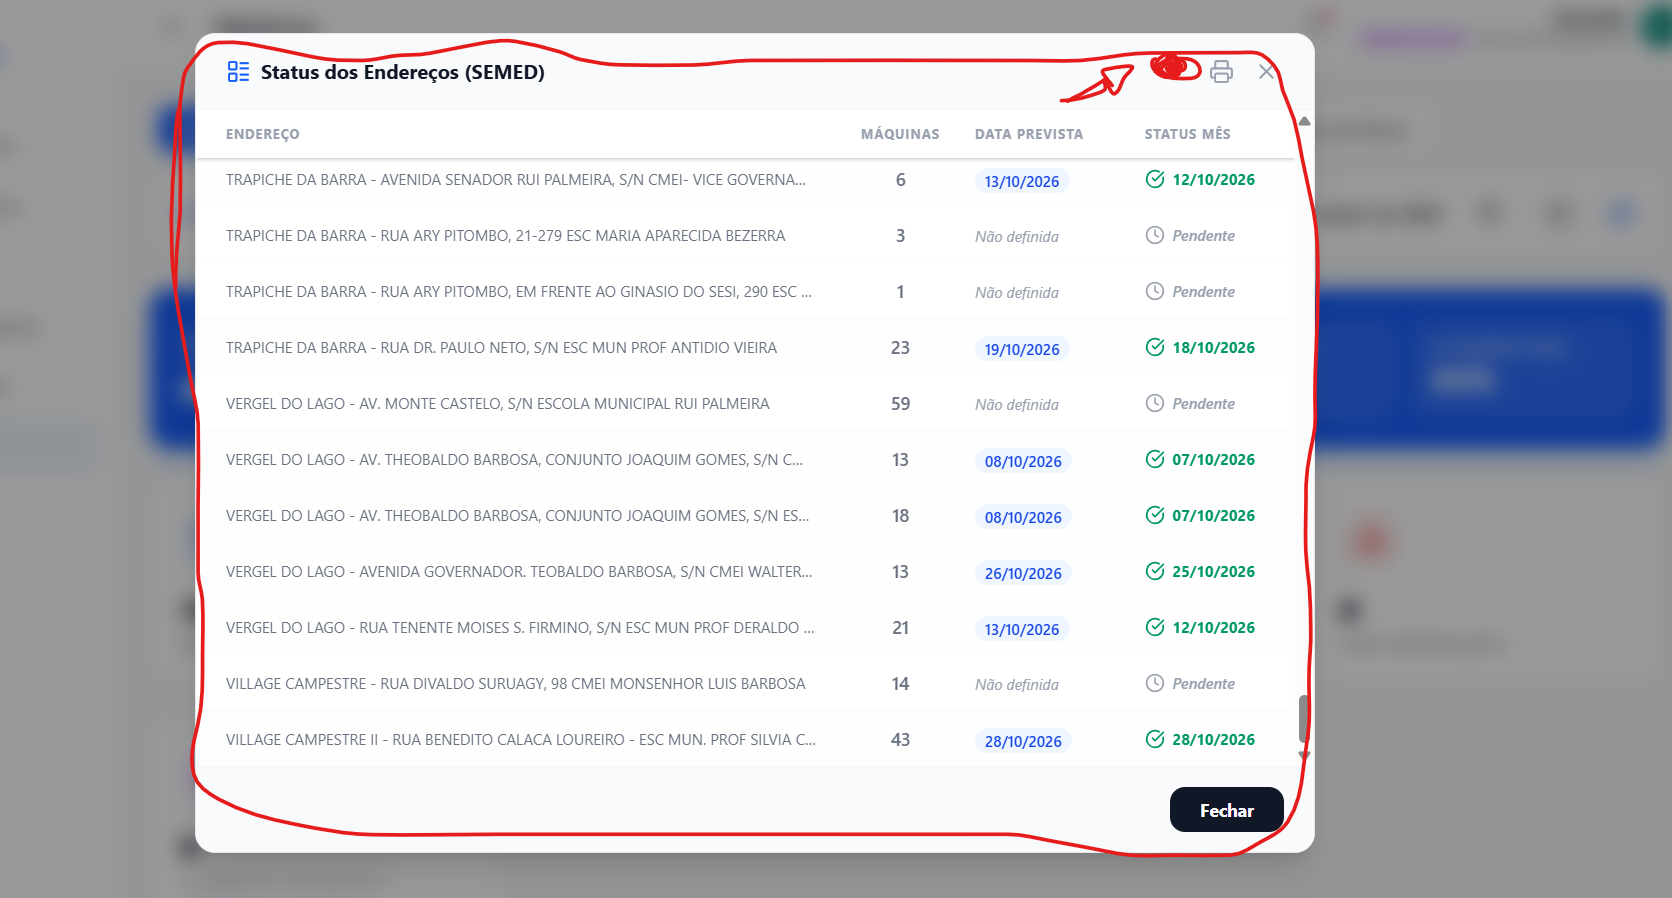 Status dos Endereços (SEMED)
ENDEREÇO MÁQUINAS DATA PREVISTA STATUS MÊS
TRAPICHE DA BARRA - AVENIDA SENADOR RUI PALMEIRA, S/N CMEI- VICE GOVERNA... 6 13/10/2026 12/10/2026
TRAPICHE DA BARRA - RUA ARY PITOMBO, 21-279 ESC MARIA APARECIDA BEZERRA 3 Não definida Pendente
TRAPICHE DA BARRA - RUA ARY PITOMBO, EM FRENTE AO GINASIO DO SESI, 290 ESC ... 1 Não definida Pendente
TRAPICHE DA BARRA - RUA DR. PAULO NETO, S/N ESC MUN PROF ANTIDIO VIEIRA 23 19/10/2026 18/10/2026
VERGEL DO LAGO - AV. MONTE CASTELO, S/N ESCOLA MUNICIPAL RUI PALMEIRA 59 Não definida Pendente
VERGEL DO LAGO - AV. THEOBALDO BARBOSA, CONJUNTO JOAQUIM GOMES, S/N C... 13 08/10/2026 07/10/2026
VERGEL DO LAGO - AV. THEOBALDO BARBOSA, CONJUNTO JOAQUIM GOMES, S/N ES... 18 08/10/2026 07/10/2026
VERGEL DO LAGO - AVENIDA GOVERNADOR. TEOBALDO BARBOSA, S/N CMEI WALTER... 13 26/10/2026 25/10/2026
VERGEL DO LAGO - RUA TENENTE MOISES S. FIRMINO, S/N ESC MUN PROF DERALDO ... 21 13/10/2026 12/10/2026
VILLAGE CAMPESTRE - RUA DIVALDO SURUAGY, 98 CMEI MONSENHOR LUIS BARBOSA 14 Não definida Pendente
VILLAGE CAMPESTRE II - RUA BENEDITO CALACA LOUREIRO - ESC MUN. PROF SILVIA C... 43 28/10/2026 28/10/2026
Fechar